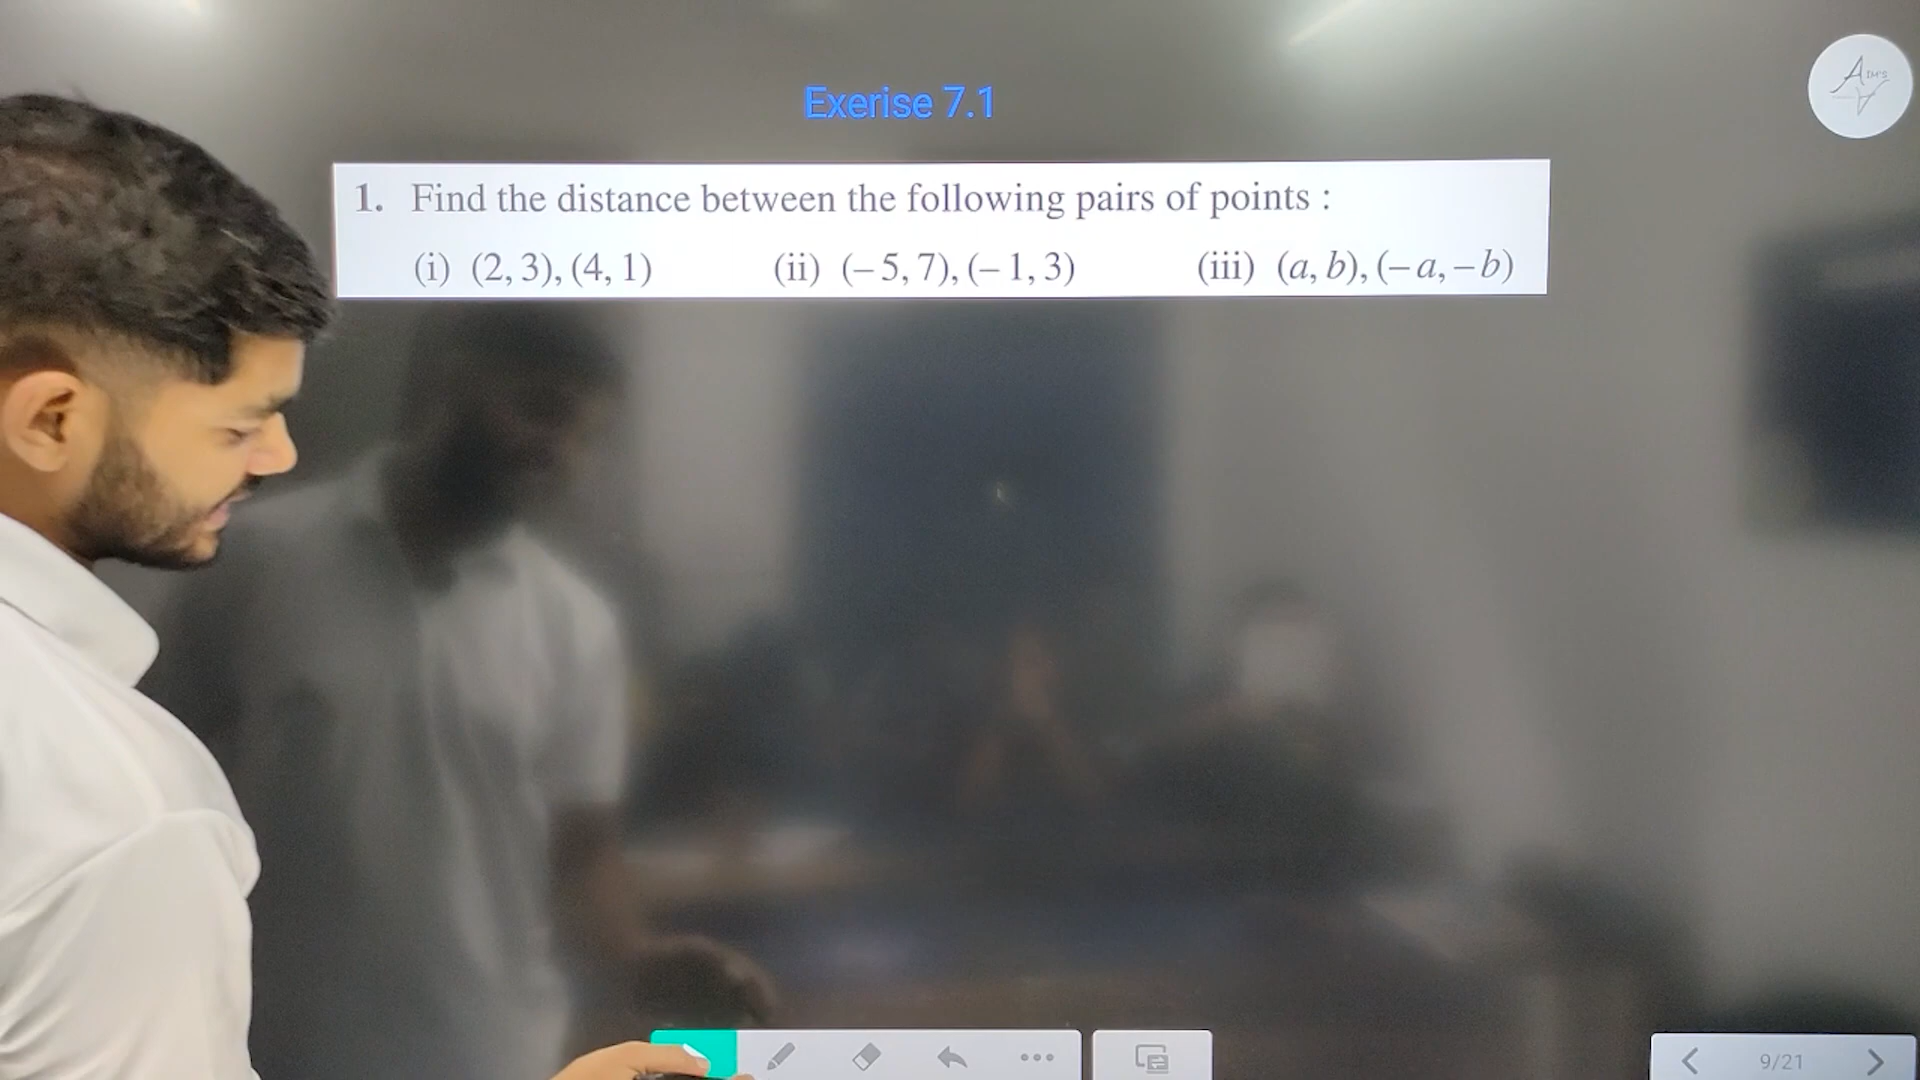 Exerise 7.1
AIM'S
1. Find the distance between the following pairs of points :
(i) (2, 3), (4, 1) (ii) (– 5, 7), (– 1, 3) (iii) (a, b), (– a, – b)
9/21